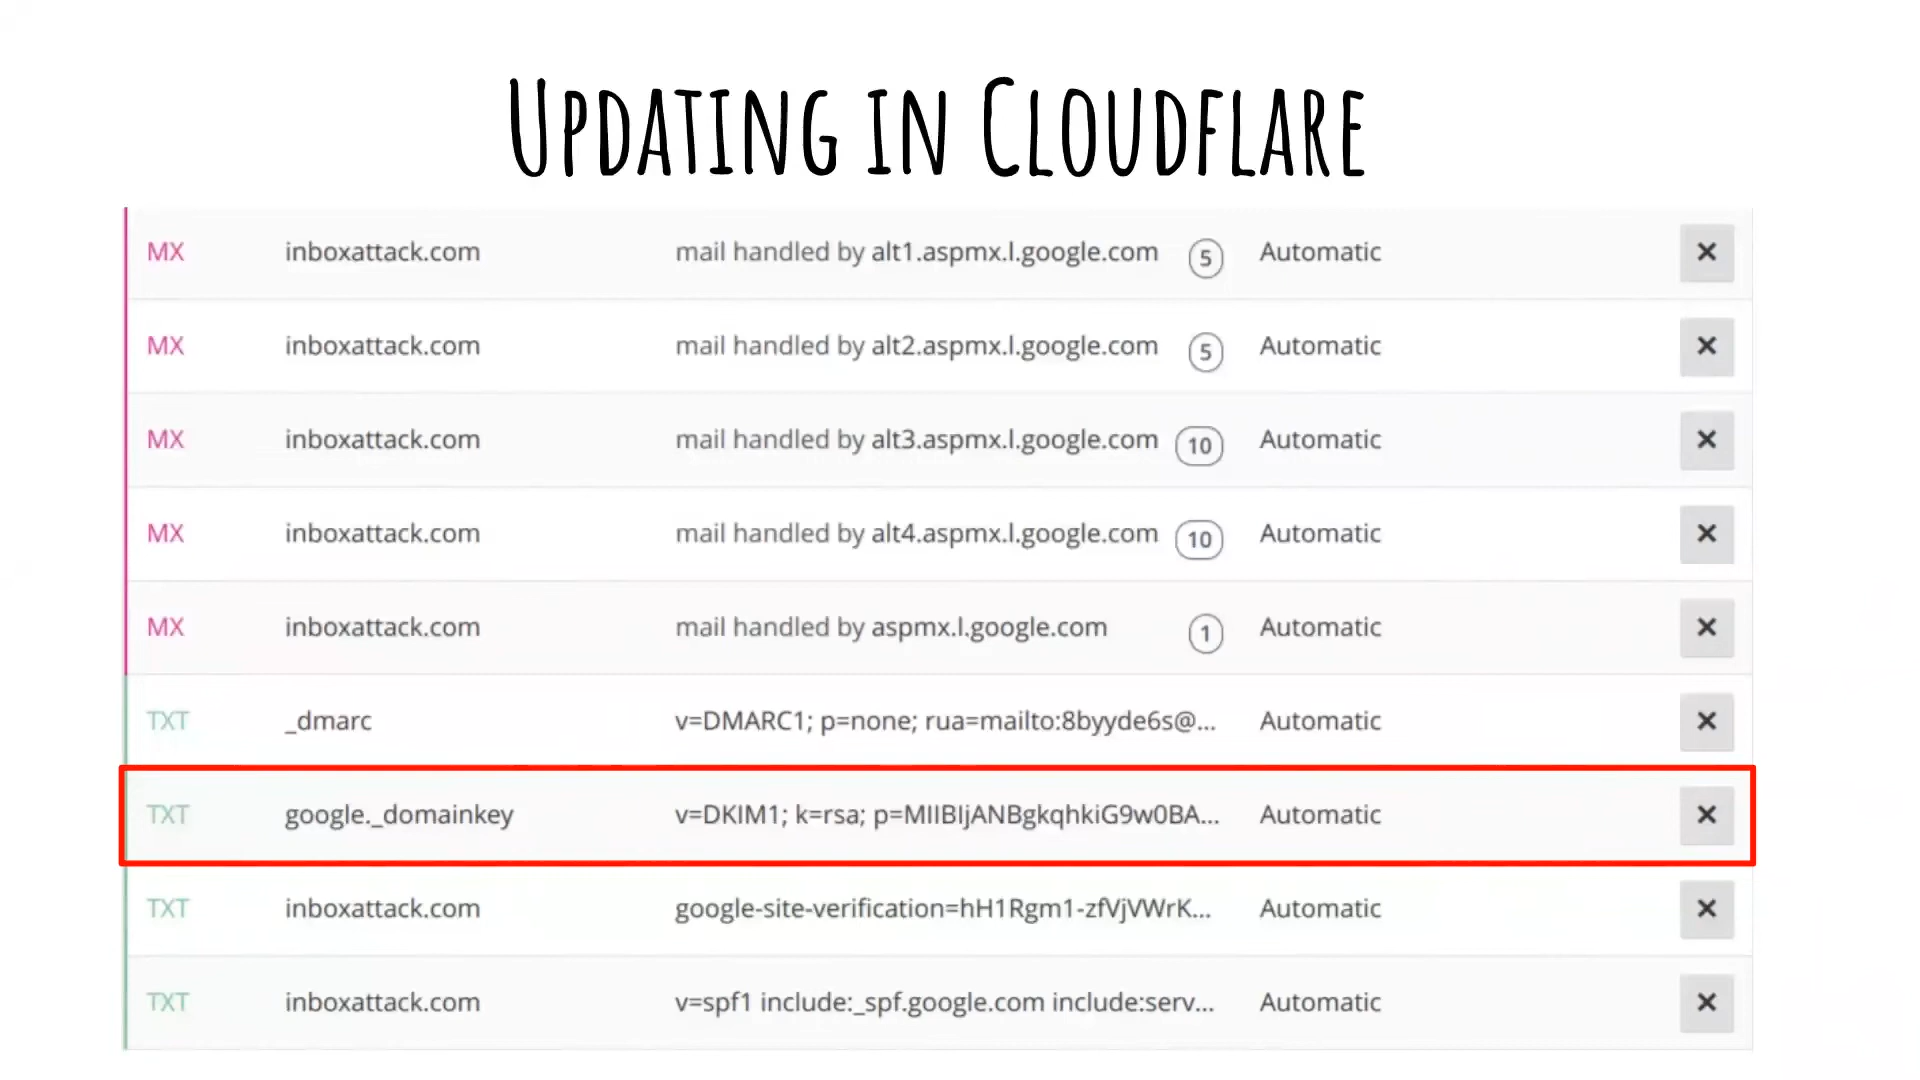 Updating in Cloudflare
MX inboxattack.com mail handled by alt1.aspmx.l.google.com 5 Automatic ×
MX inboxattack.com mail handled by alt2.aspmx.l.google.com 5 Automatic ×
MX inboxattack.com mail handled by alt3.aspmx.l.google.com 10 Automatic ×
MX inboxattack.com mail handled by alt4.aspmx.l.google.com 10 Automatic ×
MX inboxattack.com mail handled by aspmx.l.google.com 1 Automatic ×
TXT _dmarc v=DMARC1; p=none; rua=mailto:8byyde6s@... Automatic ×
TXT google._domainkey v=DKIM1; k=rsa; p=MIIBIjANBgkqhkiG9w0BA... Automatic ×
TXT inboxattack.com google-site-verification=hH1Rgm1-zfVjVWrK... Automatic ×
TXT inboxattack.com v=spf1 include:_spf.google.com include:serv... Automatic ×